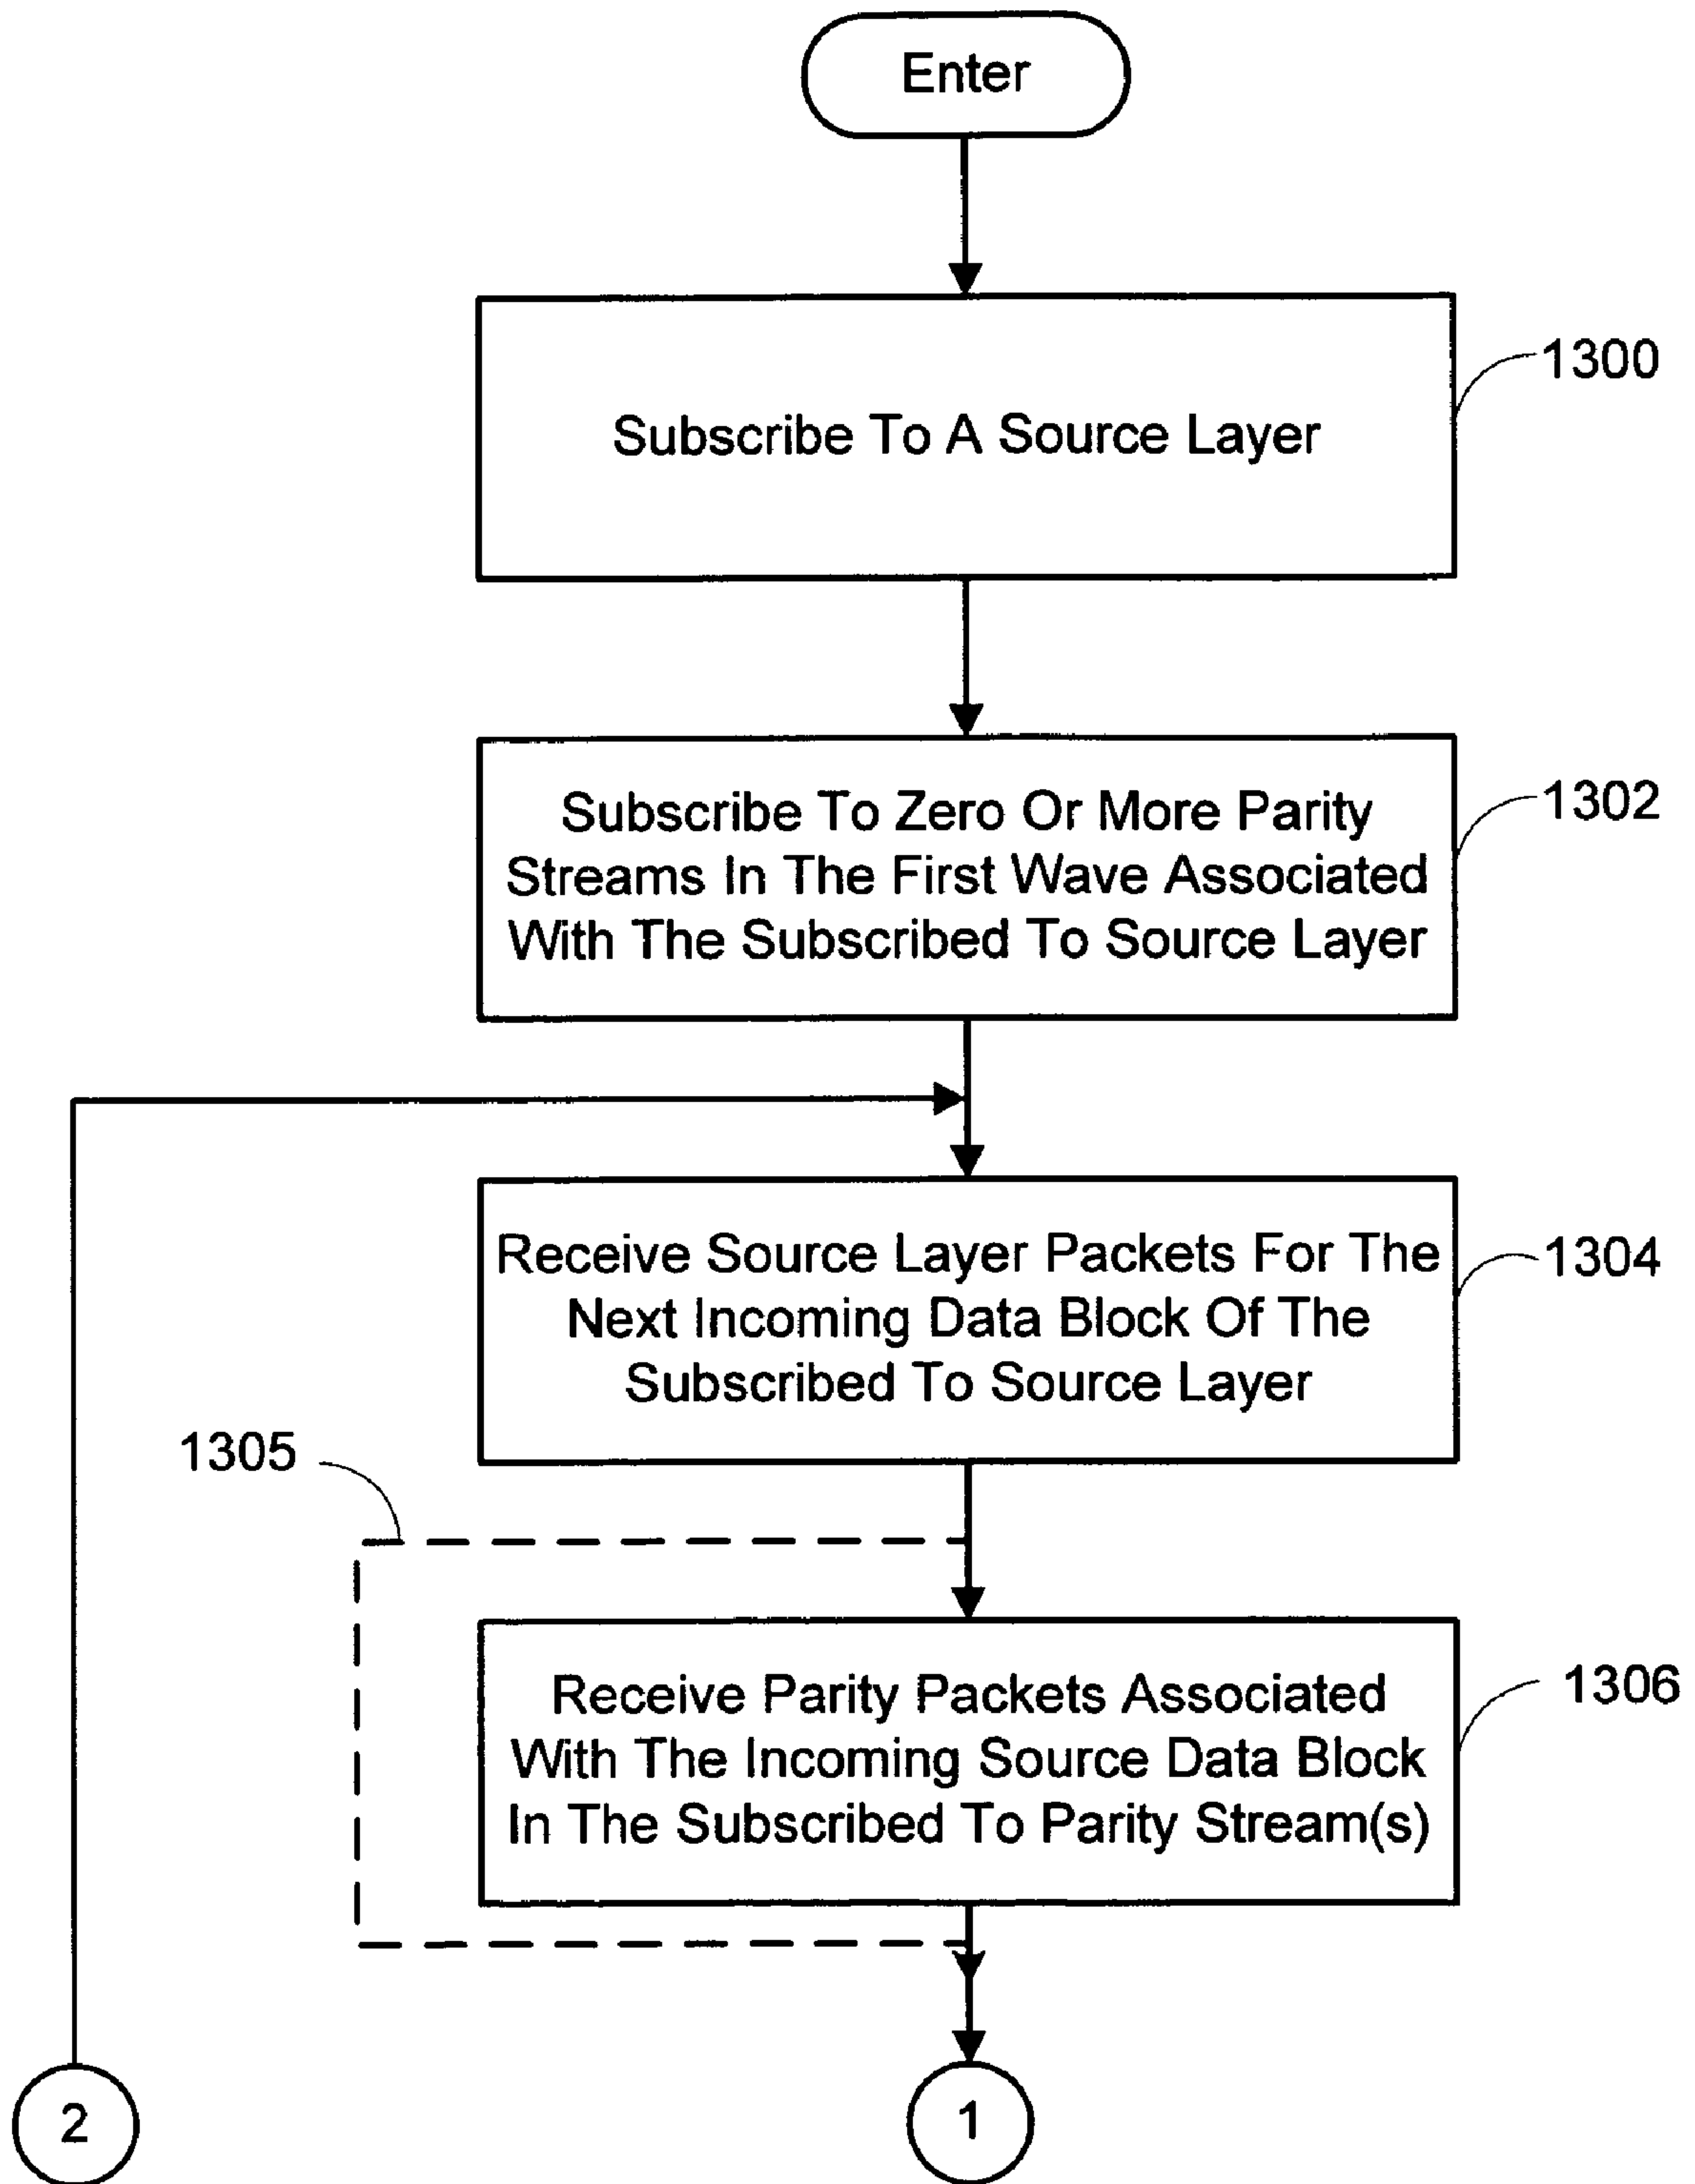 Enter
Subscribe To A Source Layer
1300
Subscribe To Zero Or More Parity
Streams In The First Wave Associated
With The Subscribed To Source Layer
1302
Receive Source Layer Packets For The
Next Incoming Data Block Of The
Subscribed To Source Layer
1304
1305
Receive Parity Packets Associated
With The Incoming Source Data Block
In The Subscribed To Parity Stream(s)
1306
2
1